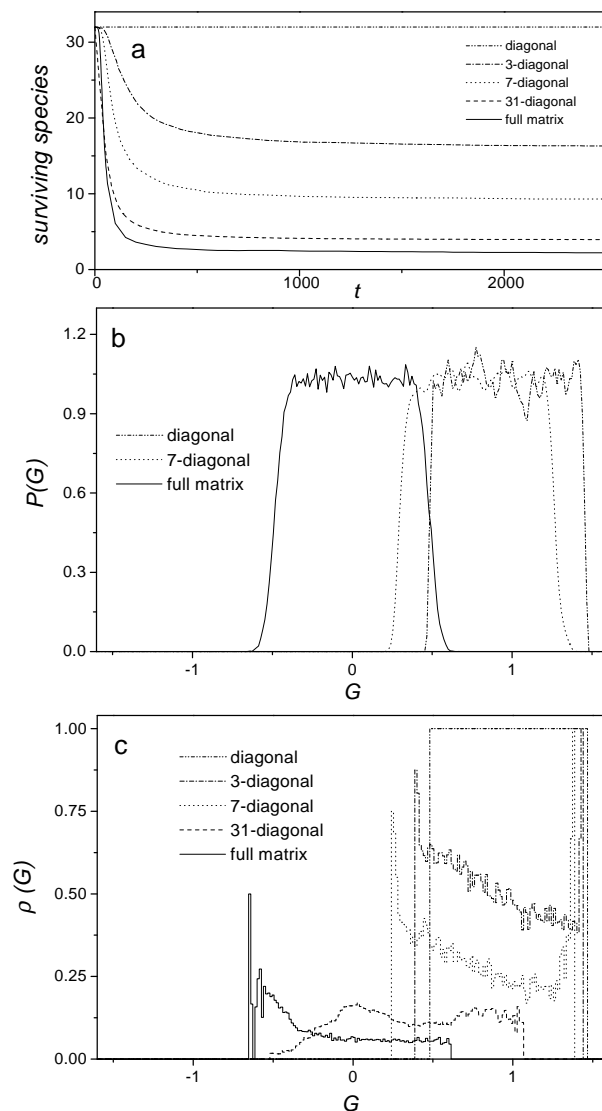 a
30
20
10
0
surviving species
diagonal
3-diagonal
7-diagonal
31-diagonal
full matrix
0 1000 2000
t
b
1.2
0.9
0.6
0.3
0.0
P(G)
diagonal
7-diagonal
full matrix
-1 0 1
G
c
1.00
0.75
0.50
0.25
0.00
ρ (G)
diagonal
3-diagonal
7-diagonal
31-diagonal
full matrix
-1 0 1
G